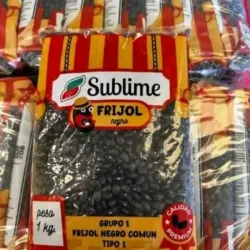 Sublime
FRIJOL
negro
peso
1 kg.
GRUPO 1
FRIJOL NEGRO COMUN
TIPO 1
CALIDAD
PREMIUM